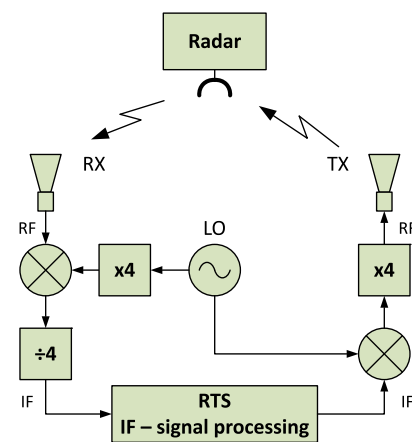 Radar
RX
TX
RF
RF
LO
x4
x4
÷4
IF
IF
RTS
IF – signal processing